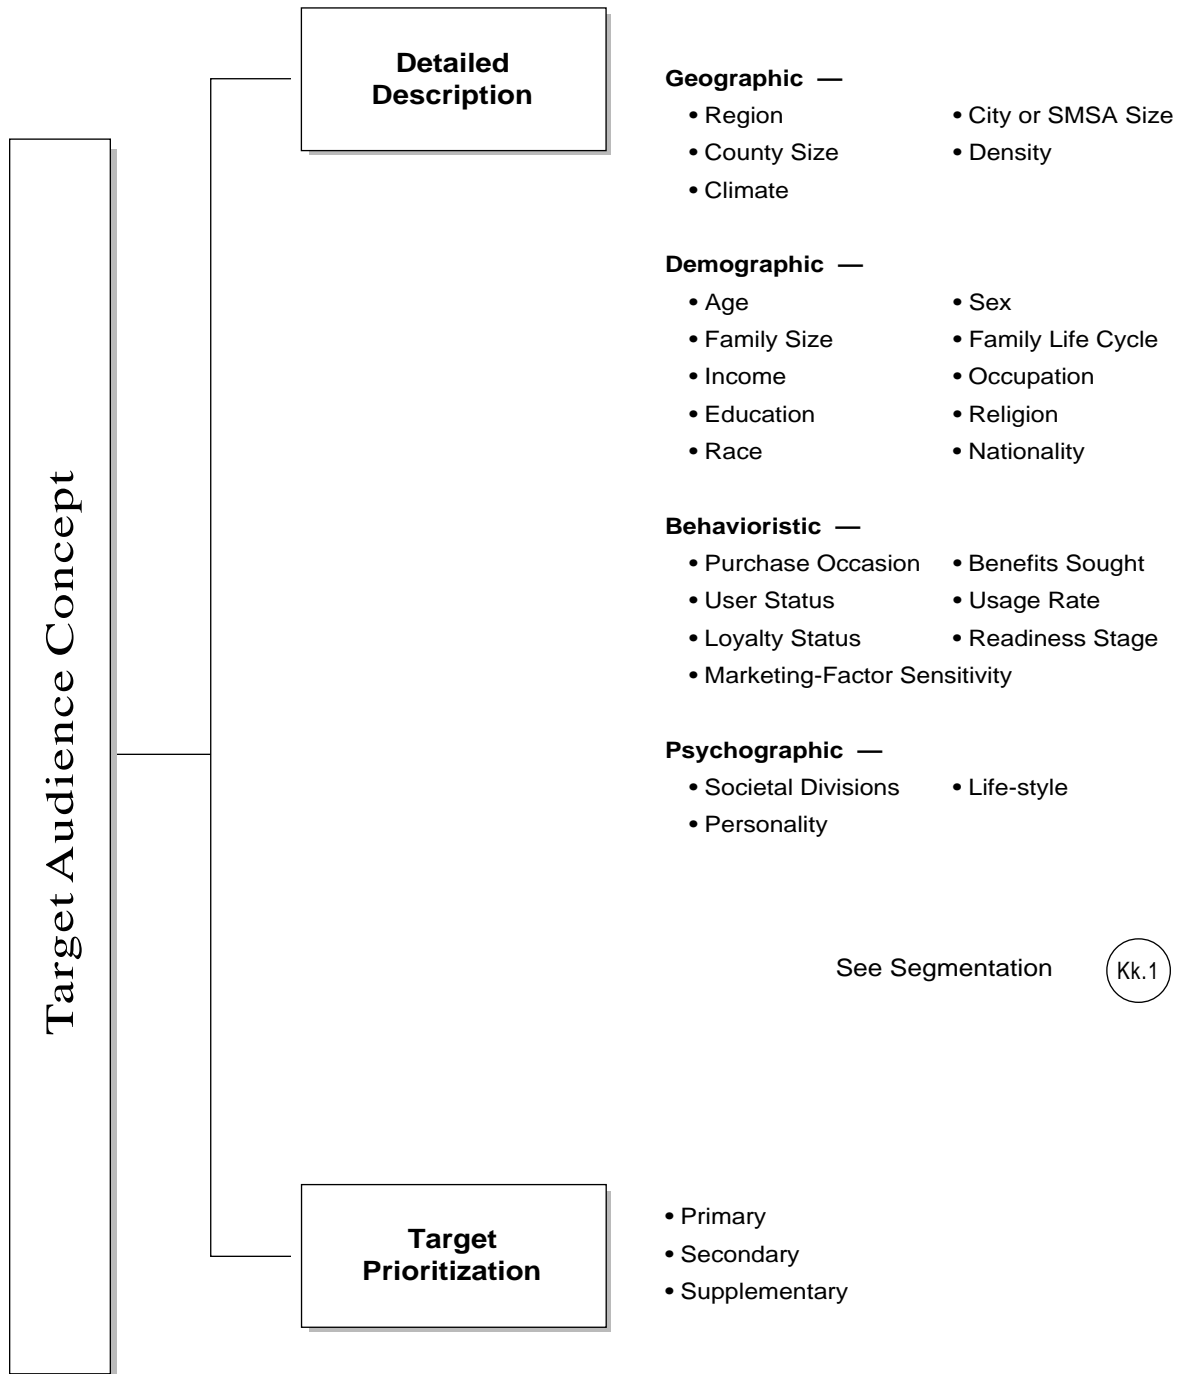 Target Audience Concept
Detailed
Description
Geographic —
• Region • City or SMSA Size
• County Size • Density
• Climate
Demographic —
• Age • Sex
• Family Size • Family Life Cycle
• Income • Occupation
• Education • Religion
• Race • Nationality
Behavioristic —
• Purchase Occasion • Benefits Sought
• User Status • Usage Rate
• Loyalty Status • Readiness Stage
• Marketing-Factor Sensitivity
Psychographic —
• Societal Divisions • Life-style
• Personality
See Segmentation Kk.1
Target
Prioritization
• Primary
• Secondary
• Supplementary